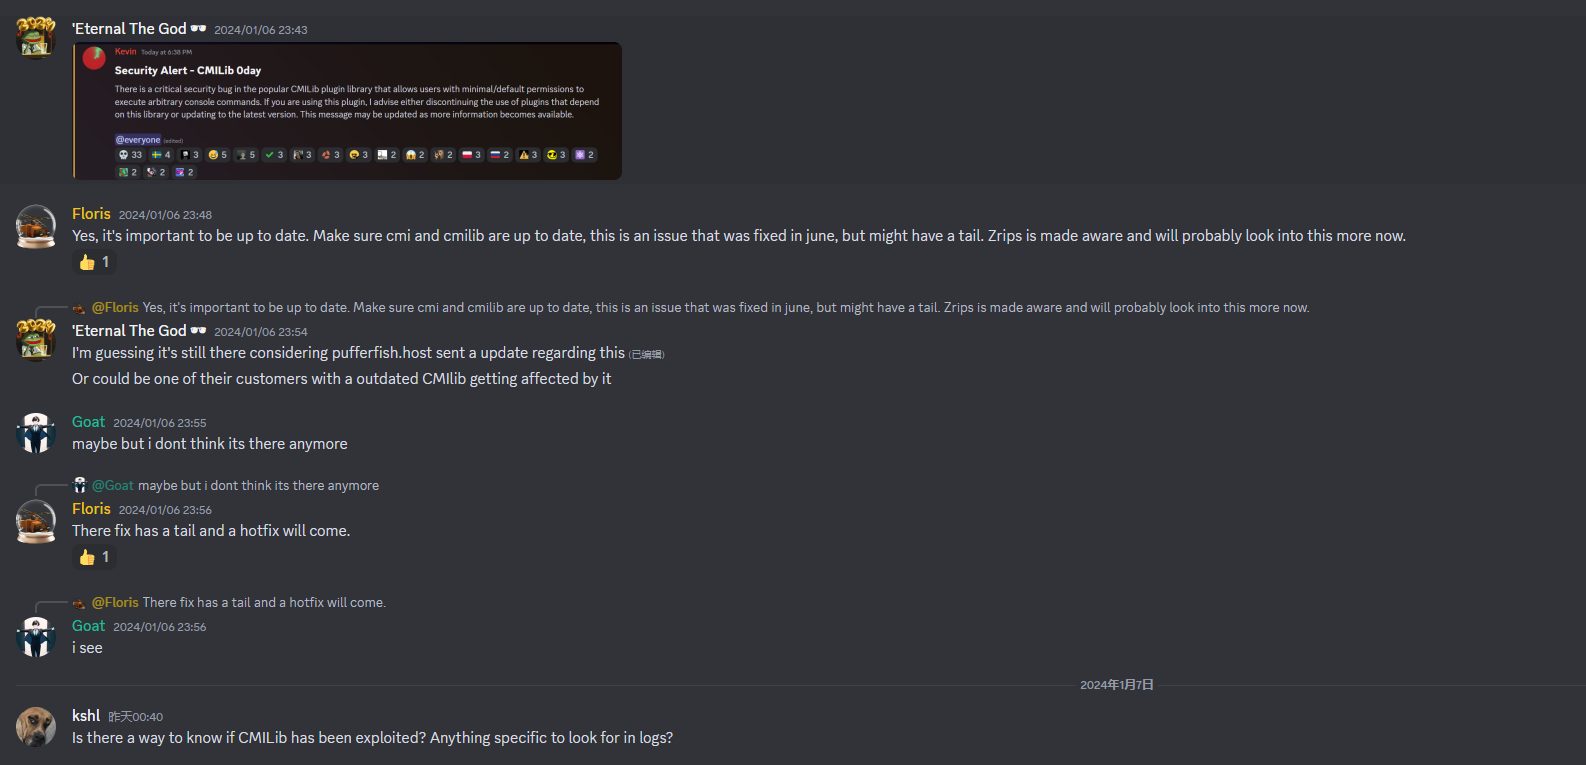 'Eternal The God 🕶️ 2024/01/06 23:43
Kevin Today at 6:38 PM
Security Alert - CMILib 0day
There is a critical security bug in the popular CMILib plugin library that allows users with minimal/default permissions to
execute arbitrary console commands. If you are using this plugin, I advise either discontinuing the use of plugins that depend
on this library or updating to the latest version. This message may be updated as more information becomes available.
@everyone (edited)
33 4 3 5 5 3 3 3 3 2 2 2 3 2 3 3 2
2 2 2
Floris 2024/01/06 23:48
Yes, it's important to be up to date. Make sure cmi and cmilib are up to date, this is an issue that was fixed in june, but might have a tail. Zrips is made aware and will probably look into this more now.
👍 1
@Floris Yes, it's important to be up to date. Make sure cmi and cmilib are up to date, this is an issue that was fixed in june, but might have a tail. Zrips is made aware and will probably look into this more now.
'Eternal The God 🕶️ 2024/01/06 23:54
I'm guessing it's still there considering pufferfish.host sent a update regarding this (已编辑)
Or could be one of their customers with a outdated CMIlib getting affected by it
Goat 2024/01/06 23:55
maybe but i dont think its there anymore
@Goat maybe but i dont think its there anymore
Floris 2024/01/06 23:56
There fix has a tail and a hotfix will come.
👍 1
@Floris There fix has a tail and a hotfix will come.
Goat 2024/01/06 23:56
i see
2024年1月7日
kshl 昨天00:40
Is there a way to know if CMILib has been exploited? Anything specific to look for in logs?